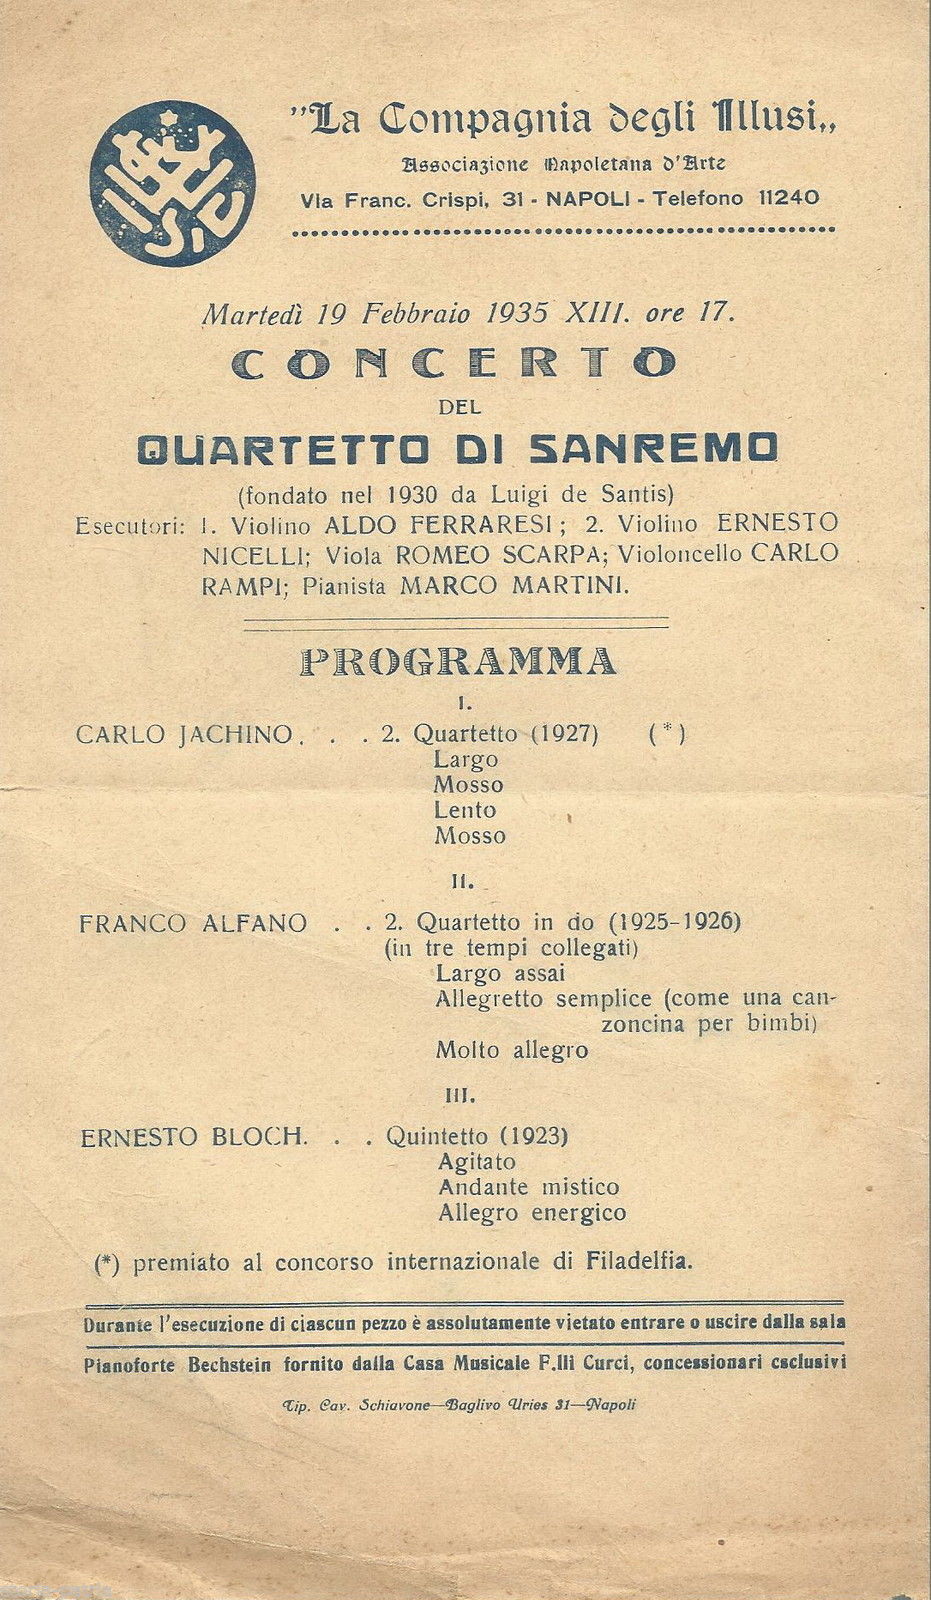 "La Compagnia degli Illusi„
Associazione Napoletana d'Arte
Via Franc. Crispi, 31 - NAPOLI - Telefono 11240
Martedì 19 Febbraio 1935 XIII. ore 17.
CONCERTO
DEL
QUARTETTO DI SANREMO
(fondato nel 1930 da Luigi de Santis)
Esecutori: 1. Violino ALDO FERRARESI; 2. Violino ERNESTO
NICELLI; Viola ROMEO SCARPA; Violoncello CARLO
RAMPI; Pianista MARCO MARTINI.
PROGRAMMA
I.
CARLO JACHINO. . . 2. Quartetto (1927) (*)
Largo
Mosso
Lento
Mosso
II.
FRANCO ALFANO . . 2. Quartetto in do (1925-1926)
(in tre tempi collegati)
Largo assai
Allegretto semplice (come una can-
zoncina per bimbi)
Molto allegro
III.
ERNESTO BLOCH. . . Quintetto (1923)
Agitato
Andante mistico
Allegro energico
(*) premiato al concorso internazionale di Filadelfia.
Durante l'esecuzione di ciascun pezzo è assolutamente vietato entrare o uscire dalla sala
Pianoforte Bechstein fornito dalla Casa Musicale F.lli Curci, concessionari esclusivi
Tip. Cav. Schiavone—Baglivo Uries 31—Napoli